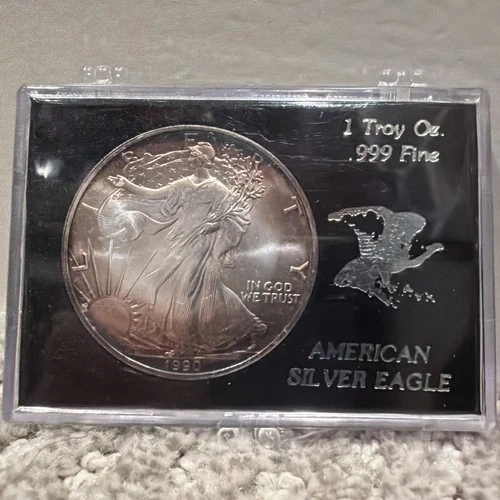 1 Troy Oz.
.999 Fine
LIBERTY
IN GOD
WE TRUST
1990
AMERICAN
SILVER EAGLE